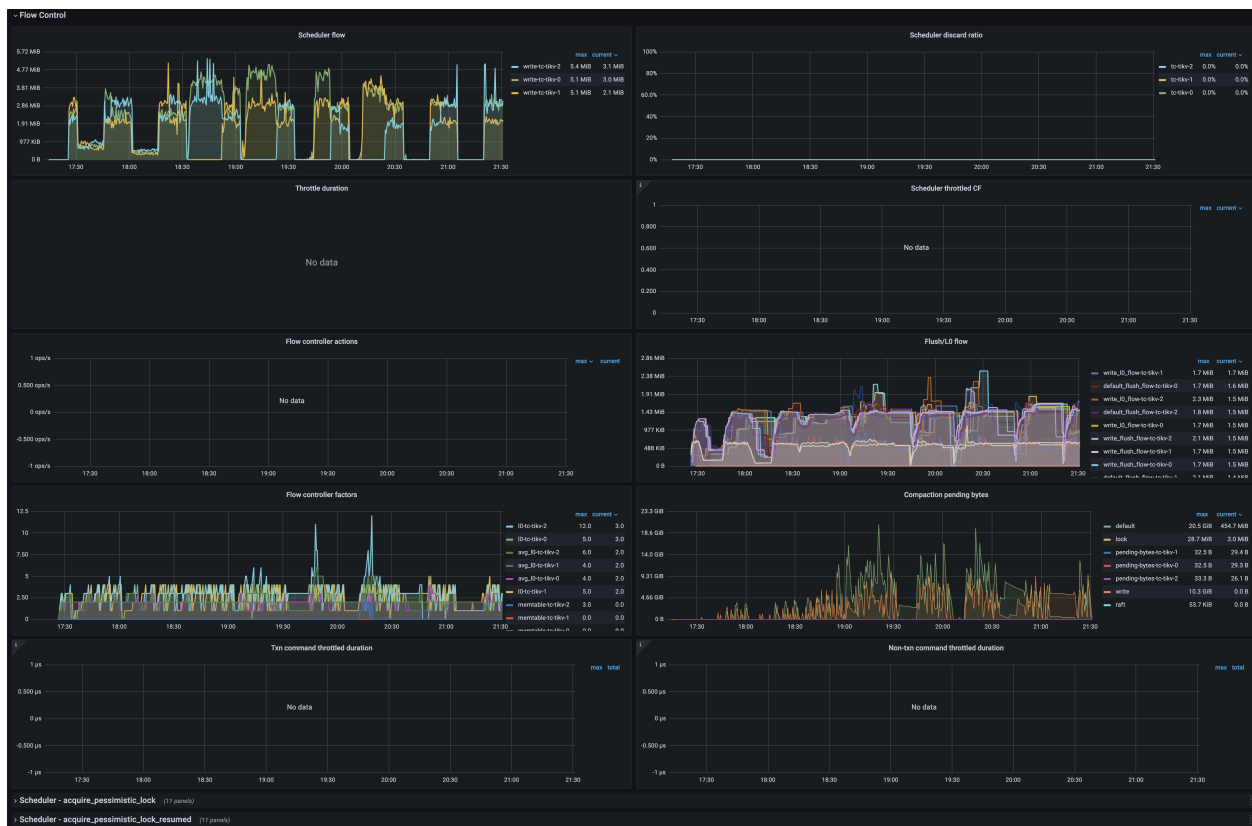 Flow Control
Scheduler flow
5.72 MiB
4.77 MiB
3.81 MiB
2.86 MiB
1.91 MiB
977 KiB
0 B
17:30 18:00 18:30 19:00 19:30 20:00 20:30 21:00 21:30
max current
write-tc-tikv-2 5.4 MiB 3.1 MiB
write-tc-tikv-0 5.1 MiB 3.0 MiB
write-tc-tikv-1 5.1 MiB 2.1 MiB
Scheduler discard ratio
100%
80%
60.0%
40%
20%
0%
17:30 18:00 18:30 19:00 19:30 20:00 20:30 21:00 21:30
max current
tc-tikv-2 0.0% 0.0%
tc-tikv-1 0.0% 0.0%
tc-tikv-0 0.0% 0.0%
Throttle duration
No data
Scheduler throttled CF
1
0.800
0.600
0.400
0.200
0
No data
17:30 18:00 18:30 19:00 19:30 20:00 20:30 21:00 21:30
max current
Flow controller actions
1 ops/s
0.500 ops/s
0 ops/s
-0.500 ops/s
-1 ops/s
No data
17:30 18:00 18:30 19:00 19:30 20:00 20:30 21:00 21:30
max current
Flush/L0 flow
2.86 MiB
2.38 MiB
1.91 MiB
1.43 MiB
977 KiB
488 KiB
0 B
17:30 18:00 18:30 19:00 19:30 20:00 20:30 21:00 21:30
max current
write_l0_flow-tc-tikv-1 1.7 MiB 1.7 MiB
default_flush_flow-tc-tikv-0 1.7 MiB 1.6 MiB
write_l0_flow-tc-tikv-2 2.3 MiB 1.5 MiB
default_flush_flow-tc-tikv-2 1.8 MiB 1.5 MiB
write_l0_flow-tc-tikv-0 1.7 MiB 1.5 MiB
write_flush_flow-tc-tikv-2 2.1 MiB 1.5 MiB
write_flush_flow-tc-tikv-1 1.7 MiB 1.5 MiB
write_flush_flow-tc-tikv-0 1.7 MiB 1.5 MiB
default_flush_flow-tc-tikv-1 2.1 MiB 1.4 MiB
Flow controller factors
12.5
10
7.50
5
2.50
0
17:30 18:00 18:30 19:00 19:30 20:00 20:30 21:00 21:30
max current
l0-tc-tikv-2 12.0 3.0
l0-tc-tikv-0 5.0 3.0
avg_l0-tc-tikv-2 6.0 2.0
avg_l0-tc-tikv-1 4.0 2.0
avg_l0-tc-tikv-0 4.0 2.0
l0-tc-tikv-1 5.0 2.0
memtable-tc-tikv-2 3.0 0.0
memtable-tc-tikv-1 0.0 0.0
memtable-tc-tikv-0 0.0 0.0
Compaction pending bytes
23.3 GiB
18.6 GiB
14.0 GiB
9.31 GiB
4.66 GiB
0 B
17:30 18:00 18:30 19:00 19:30 20:00 20:30 21:00 21:30
max current
default 20.5 GiB 454.7 MiB
lock 28.7 MiB 3.0 MiB
pending-bytes-tc-tikv-1 32.5 B 29.4 B
pending-bytes-tc-tikv-0 32.5 B 29.3 B
pending-bytes-tc-tikv-2 33.3 B 26.1 B
write 10.3 GiB 0.0 B
raft 53.7 KiB 0.0 B
Txn command throttled duration
1 µs
0.500 µs
0 µs
-0.500 µs
-1 µs
No data
17:30 18:00 18:30 19:00 19:30 20:00 20:30 21:00 21:30
max total
Non-txn command throttled duration
1 µs
0.500 µs
0 µs
-0.500 µs
-1 µs
No data
17:30 18:00 18:30 19:00 19:30 20:00 20:30 21:00 21:30
max total
Scheduler - acquire_pessimistic_lock (11 panels)
Scheduler - acquire_pessimistic_lock_resumed (11 panels)